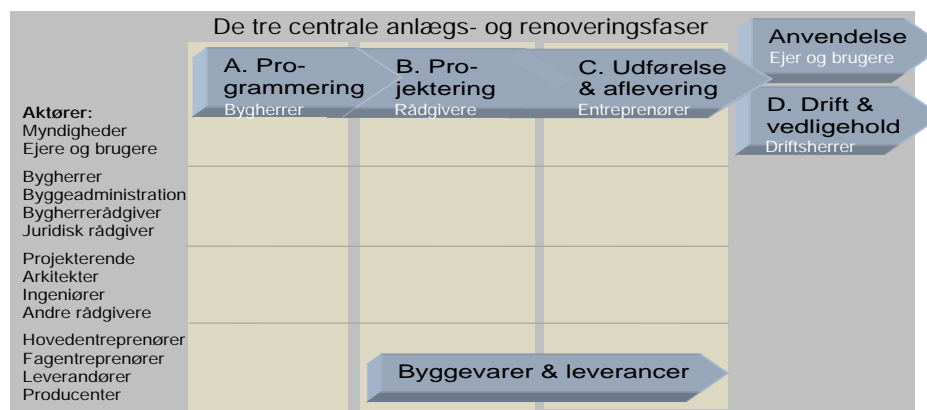 De tre centrale anlægs- og renoveringsfaser
A. Pro-
grammering
Bygherrer
B. Pro-
jektering
Rådgivere
C. Udførelse
& aflevering
Entreprenører
Anvendelse
Ejer og brugere
D. Drift &
vedligehold
Driftsherrer
Aktører:
Myndigheder
Ejere og brugere
Bygherrer
Byggeadministration
Bygherrerådgiver
Juridisk rådgiver
Projekterende
Arkitekter
Ingeniører
Andre rådgivere
Hovedentreprenører
Fagentreprenører
Leverandører
Producenter
Byggevarer & leverancer